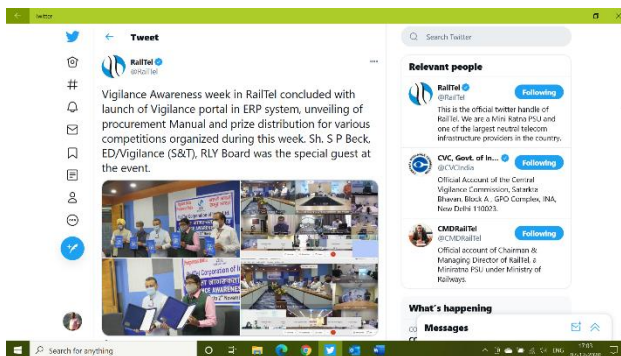 Twitter
Tweet
RailTel
@RailTel
Vigilance Awareness week in RailTel concluded with
launch of Vigilance portal in ERP system, unveiling of
procurement Manual and prize distribution for various
competitions organized during this week. Sh. S P Beck,
ED/Vigilance (S&T), RLY Board was the special guest at
the event.
Search Twitter
Relevant people
RailTel
@RailTel
Following
This is the official twitter handle of
RailTel. We are a Mini Ratna PSU and
one of the largest neutral telecom
infrastructure providers in the country.
CVC, Govt. of In...
@CVCIndia
Following
Official Account of the Central
Vigilance Commission, Satarkta
Bhavan, Block A, GPO Complex, INA,
New Delhi 110023.
CMDRailTel
@CMDRailTel
Following
Official account of Chairman &
Managing Director of Railtel, a
Miniratna PSU under Ministry of
Railways.
What's happening
Messages
Search for anything
ENG
17:03